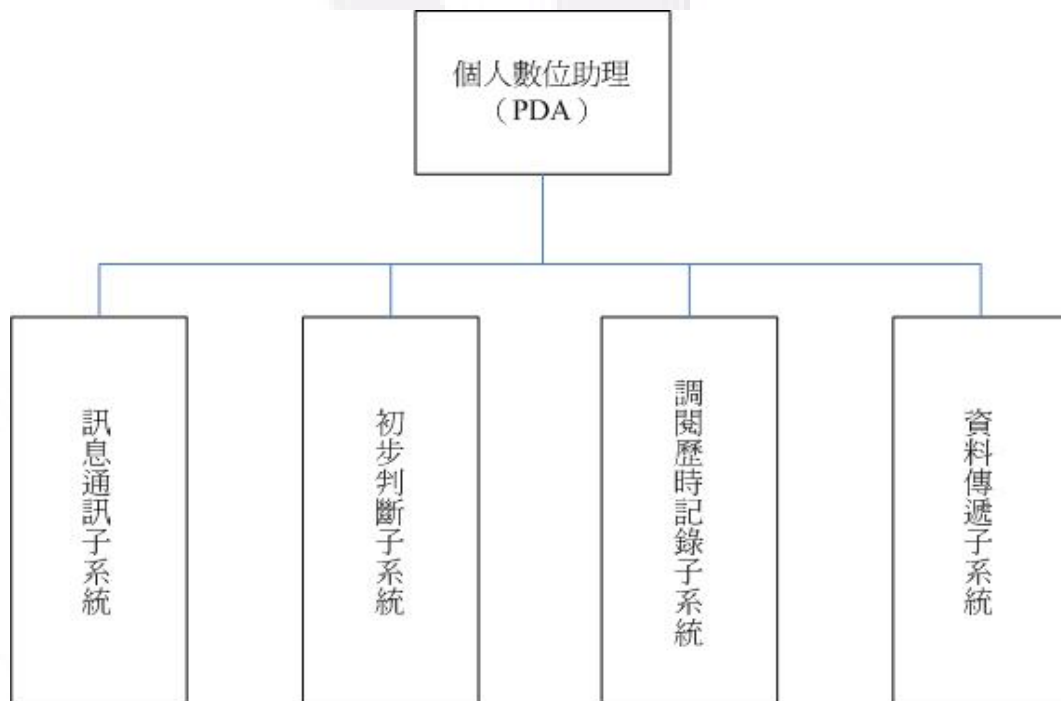 個人數位助理
（PDA）
訊息通訊子系統
初步判斷子系統
調閱歷時記錄子系統
資料傳遞子系統